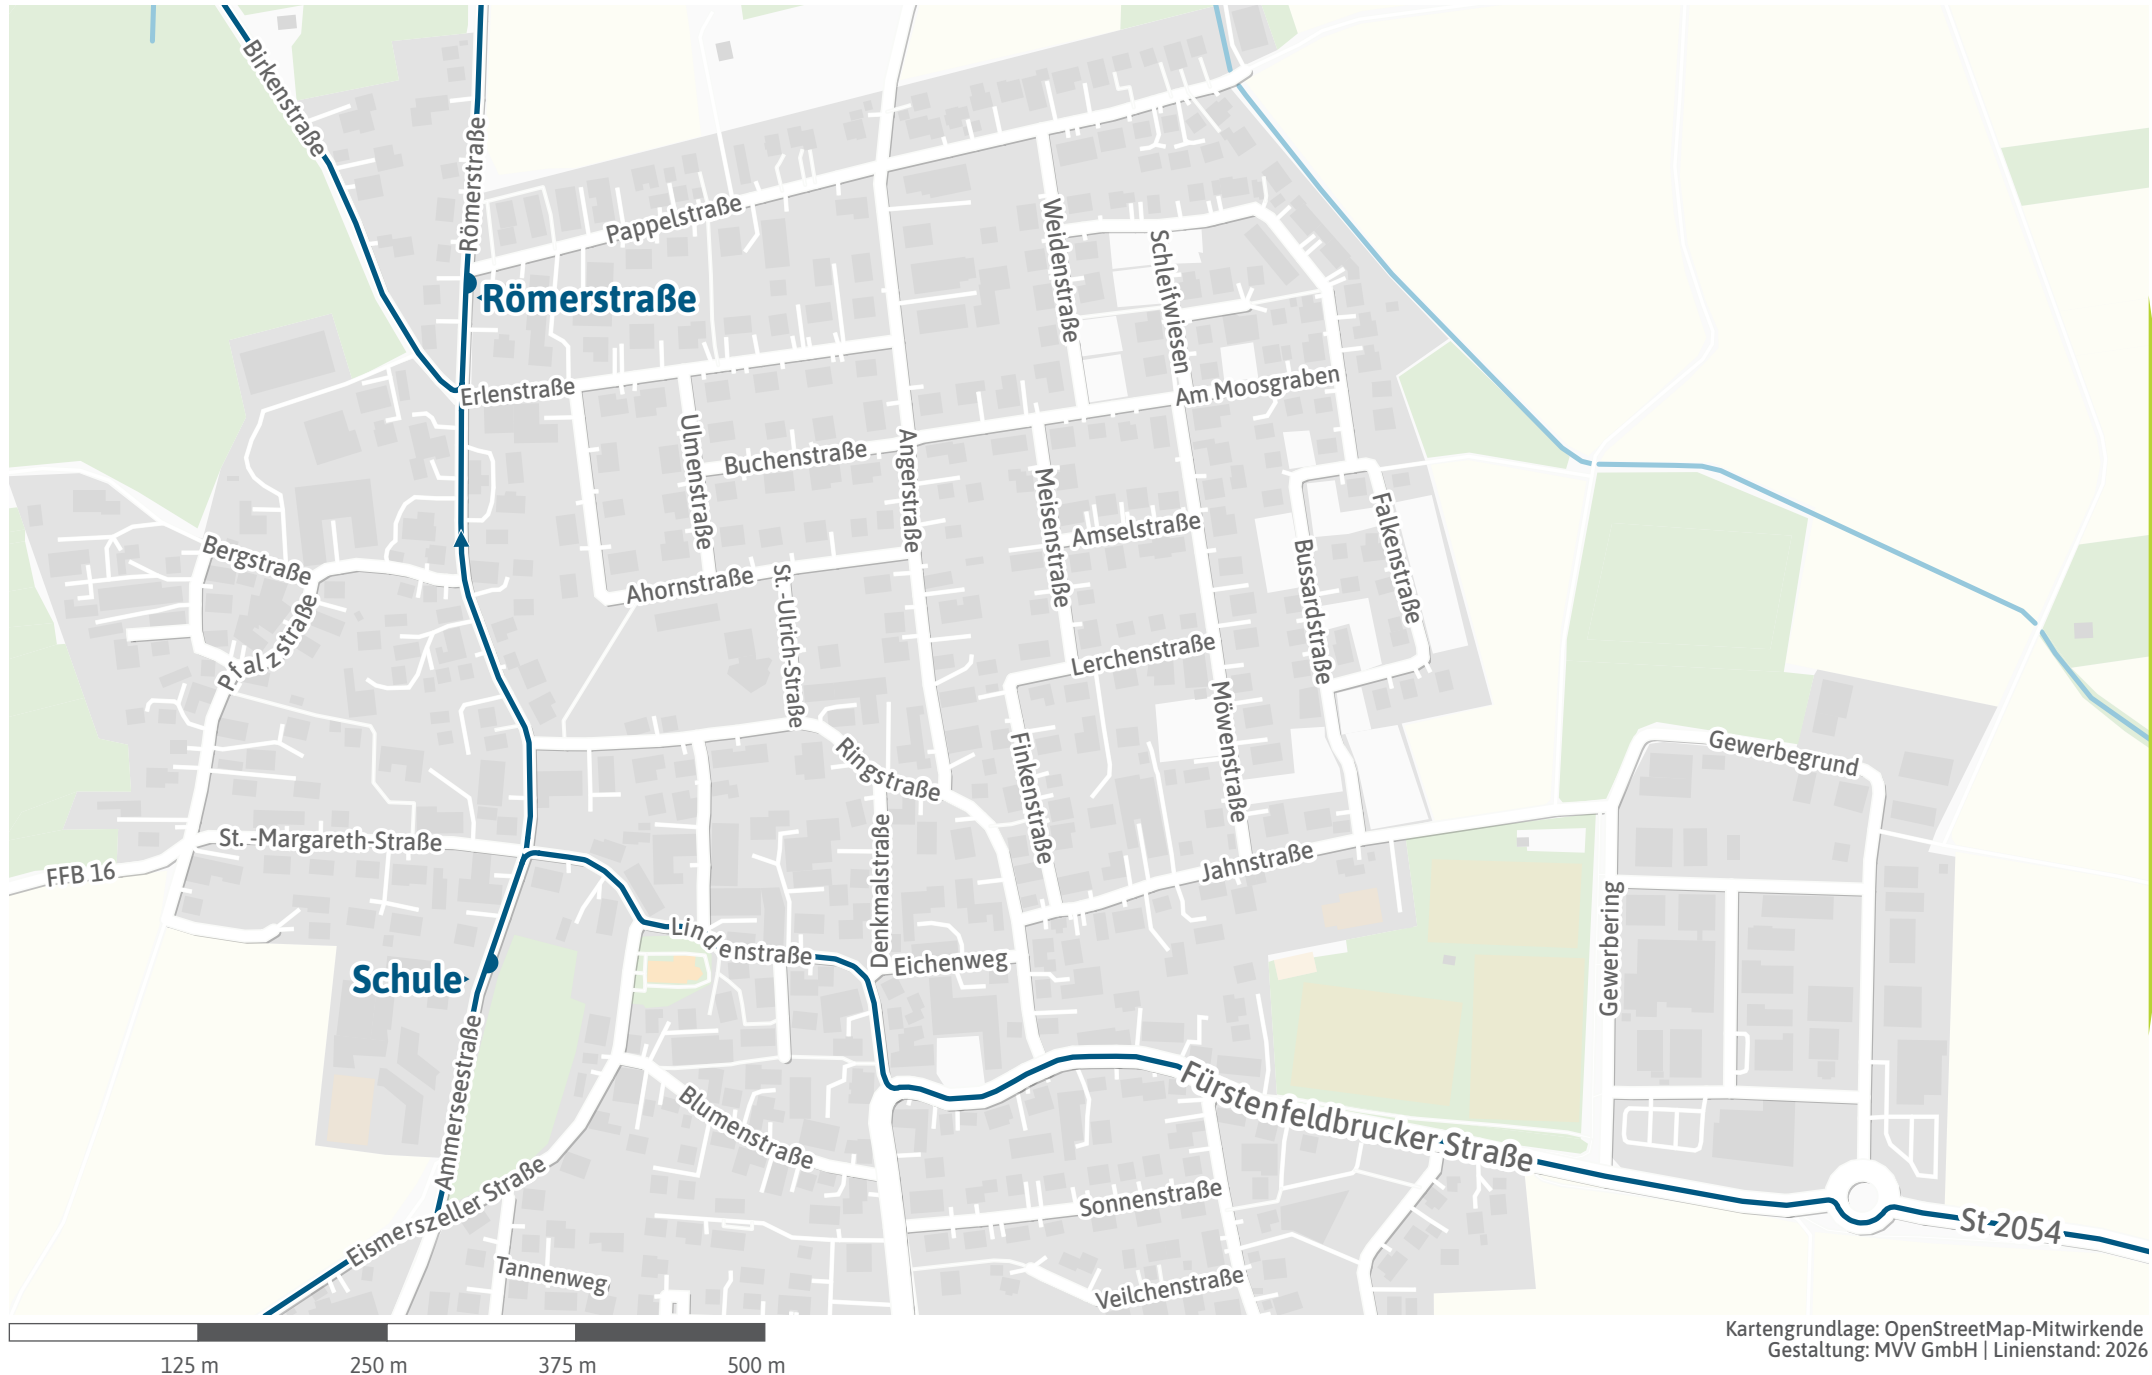 Birkenstraße
Römerstraße
Pappelstraße
Weidenstraße
Schleifwiesen
Römerstraße
Erlenstraße
Am Moosgraben
Ulmenstraße
Buchenstraße
Angerstraße
Meisenstraße
Amselstraße
Falkenstraße
Bussardstraße
Bergstraße
Ahornstraße
St.-Ulrich-Straße
Pfalzstraße
Lerchenstraße
Möwenstraße
Finkenstraße
Ringstraße
Gewerbegrund
St.-Margareth-Straße
FFB 16
Denkmalstraße
Jahnstraße
Gewerbering
Lindenstraße
Eichenweg
Schule
Ammerseestraße
Blumenstraße
Fürstenfeldbrucker Straße
Eismerszeller Straße
Sonnenstraße
St 2054
Tannenweg
Veilchenstraße
125 m 250 m 375 m 500 m
Kartengrundlage: OpenStreetMap-Mitwirkende
Gestaltung: MVV GmbH | Linienstand: 2026